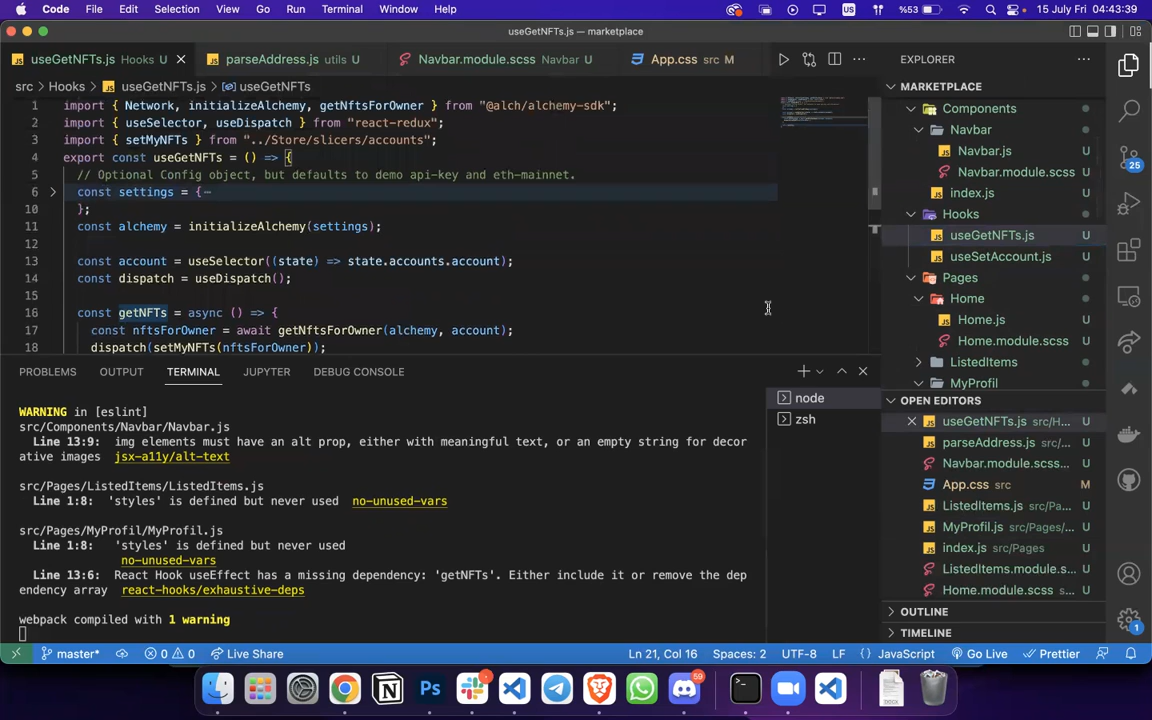 Code File Edit Selection View Go Run Terminal Window Help %53 US 15 July Fri 04:43:39
useGetNFTs.js — marketplace
useGetNFTs.js Hooks U parseAddress.js utils U Navbar.module.scss Navbar U App.css src M
src > Hooks > useGetNFTs.js > useGetNFTs
1 import { Network, initializeAlchemy, getNftsForOwner } from "@alch/alchemy-sdk";
2 import { useSelector, useDispatch } from "react-redux";
3 import { setMyNFTs } from "../Store/slicers/accounts";
4 export const useGetNFTs = () => {
5 // Optional Config object, but defaults to demo api-key and eth-mainnet.
6 const settings = {
10 };
11 const alchemy = initializeAlchemy(settings);
12
13 const account = useSelector((state) => state.accounts.account);
14 const dispatch = useDispatch();
15
16 const getNFTs = async () => {
17 const nftsForOwner = await getNftsForOwner(alchemy, account);
18 dispatch(setMyNFTs(nftsForOwner));
PROBLEMS OUTPUT TERMINAL JUPYTER DEBUG CONSOLE
node
zsh
WARNING in [eslint]
src/Components/Navbar/Navbar.js
Line 13:9: img elements must have an alt prop, either with meaningful text, or an empty string for decor
ative images jsx-a11y/alt-text
src/Pages/ListedItems/ListedItems.js
Line 1:8: 'styles' is defined but never used no-unused-vars
src/Pages/MyProfil/MyProfil.js
Line 1:8: 'styles' is defined but never used
no-unused-vars
Line 13:6: React Hook useEffect has a missing dependency: 'getNFTs'. Either include it or remove the dep
endency array react-hooks/exhaustive-deps
webpack compiled with 1 warning
EXPLORER
MARKETPLACE
Components
Navbar
Navbar.js U
Navbar.module.scss U
index.js U
Hooks
useGetNFTs.js U
useSetAccount.js U
Pages
Home
Home.js U
Home.module.scss U
ListedItems
MyProfil
OPEN EDITORS
useGetNFTs.js src/H... U
parseAddress.js src/... U
Navbar.module.scss... U
App.css src M
ListedItems.js src/Pa... U
MyProfil.js src/Pages/... U
index.js src/Pages U
ListedItems.module.s... U
Home.module.scss s... U
OUTLINE
TIMELINE
25
1
master* 0 0 Live Share Ln 21, Col 16 Spaces: 2 UTF-8 LF JavaScript Go Live Prettier
Ps 1 59